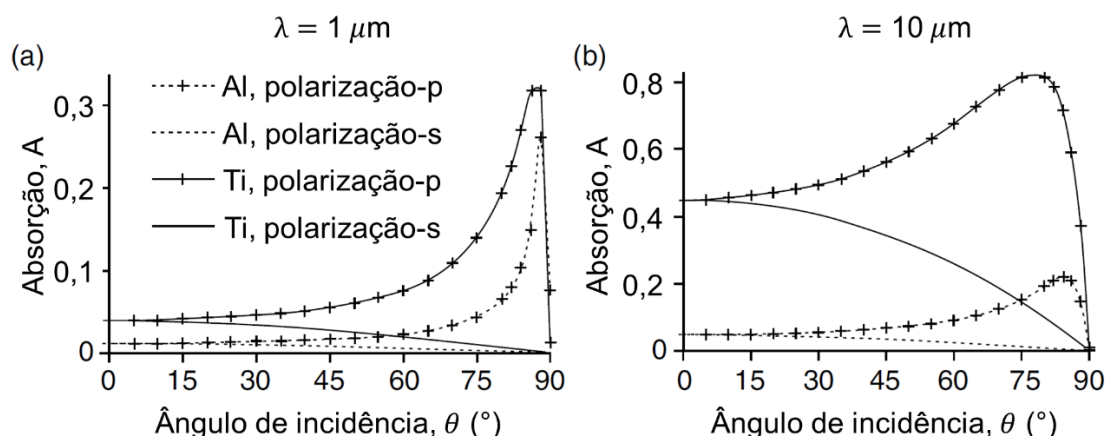 λ = 1 μm
(a)
Absorção, A
0,3
0,2
0,1
0
Al, polarização-p
Al, polarização-s
Ti, polarização-p
Ti, polarização-s
0 15 30 45 60 75 90
Ângulo de incidência, θ (°)
λ = 10 μm
(b)
Absorção, A
0,8
0,6
0,4
0,2
0
0 15 30 45 60 75 90
Ângulo de incidência, θ (°)